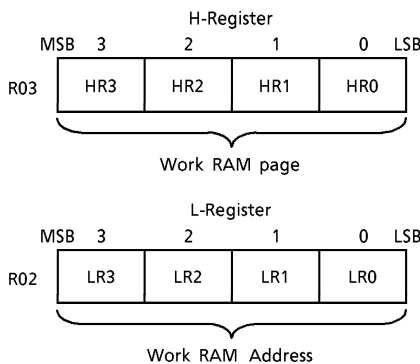 H-Register
MSB 3 2 1 0 LSB
R03 HR3 HR2 HR1 HR0
Work RAM page
L-Register
MSB 3 2 1 0 LSB
R02 LR3 LR2 LR1 LR0
Work RAM Address